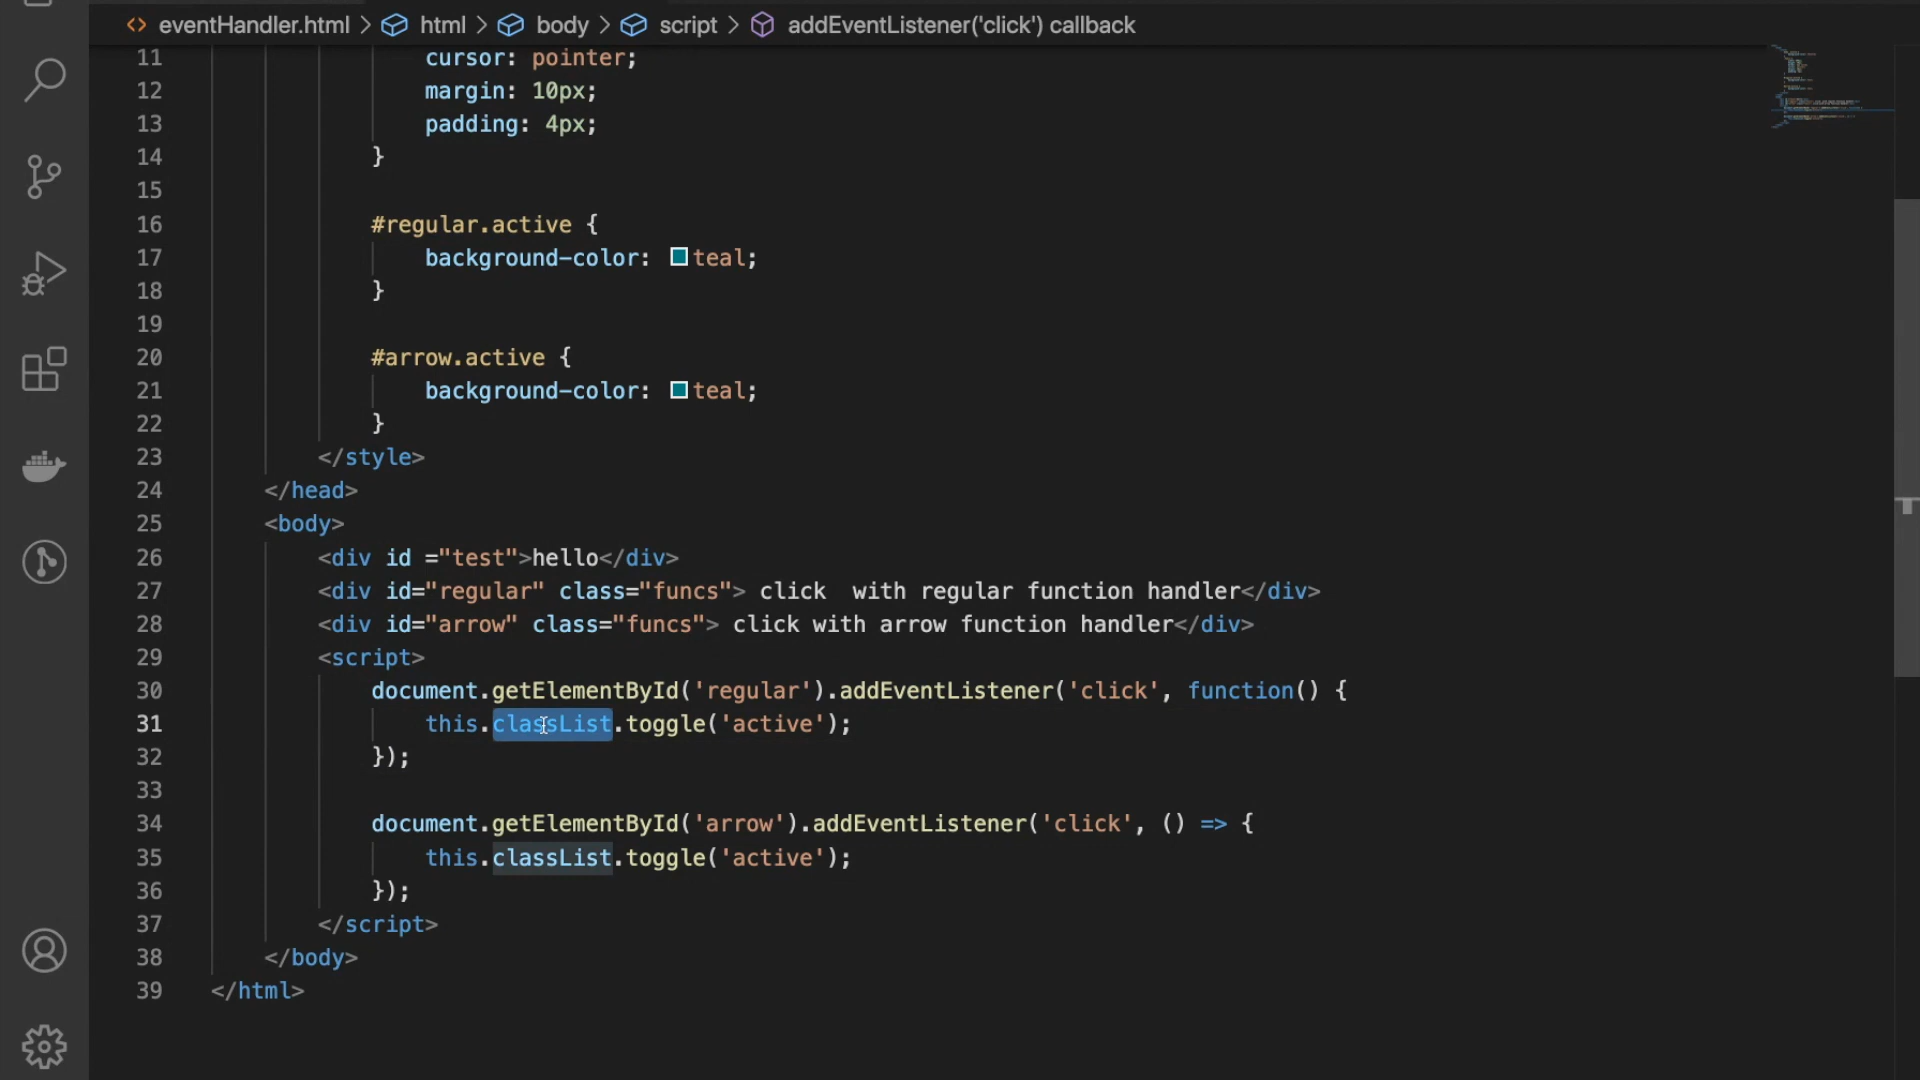 <> eventHandler.html > html > body > script > addEventListener('click') callback
11 cursor: pointer;
12 margin: 10px;
13 padding: 4px;
14 }
15
16 #regular.active {
17 background-color: teal;
18 }
19
20 #arrow.active {
21 background-color: teal;
22 }
23 </style>
24 </head>
25 <body>
26 <div id ="test">hello</div>
27 <div id="regular" class="funcs"> click  with regular function handler</div>
28 <div id="arrow" class="funcs"> click with arrow function handler</div>
29 <script>
30 document.getElementById('regular').addEventListener('click', function() {
31 this.classList.toggle('active');
32 });
33
34 document.getElementById('arrow').addEventListener('click', () => {
35 this.classList.toggle('active');
36 });
37 </script>
38 </body>
39 </html>